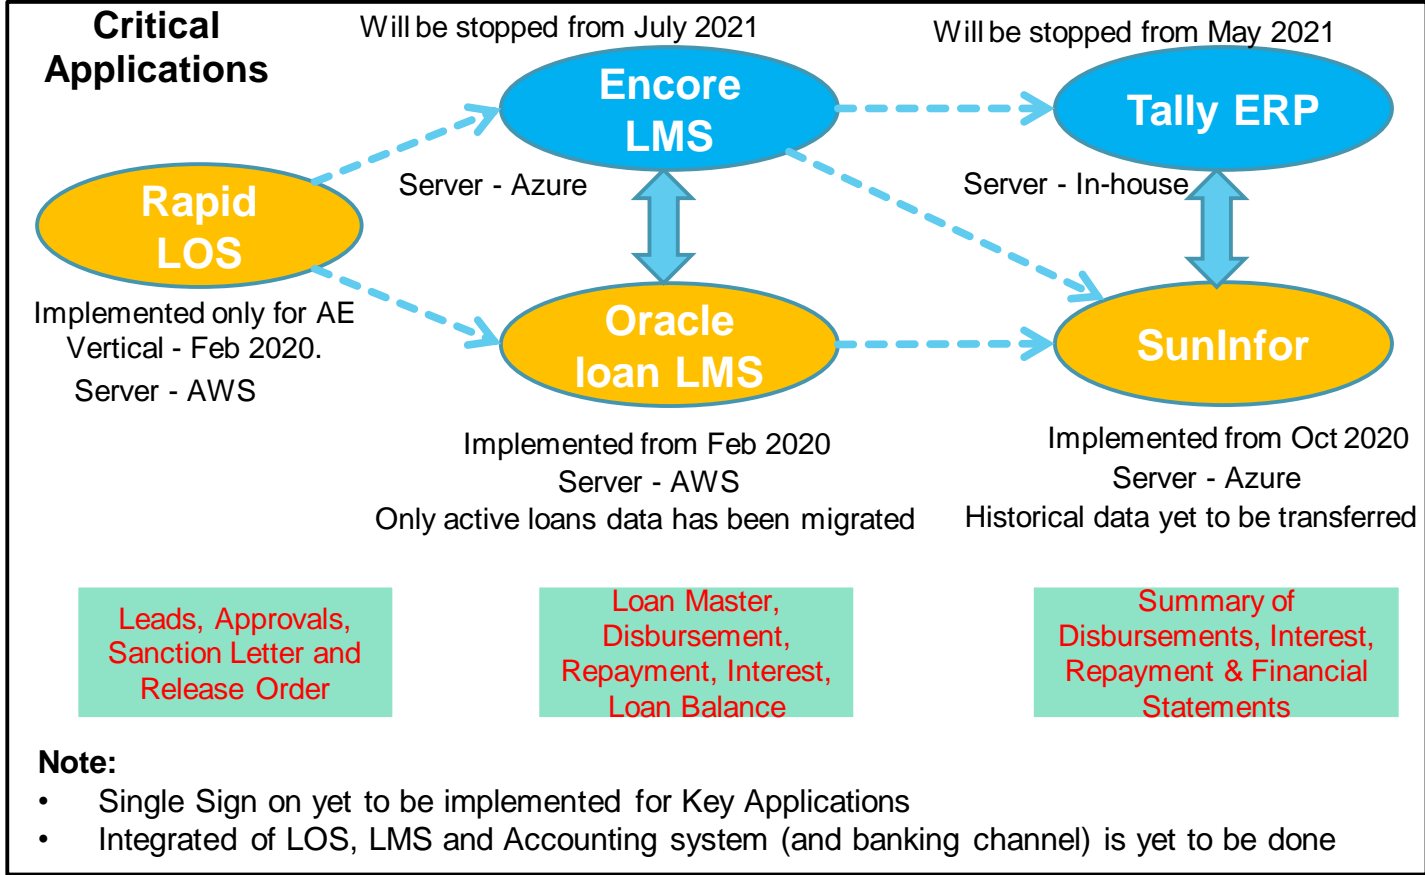 Critical
Applications
Will be stopped from July 2021
Will be stopped from May 2021
Encore
LMS
Tally ERP
Server - Azure
Server - In-house
Rapid
LOS
Implemented only for AE
Vertical - Feb 2020.
Server - AWS
Oracle
loan LMS
SunInfor
Implemented from Feb 2020
Server - AWS
Only active loans data has been migrated
Implemented from Oct 2020
Server - Azure
Historical data yet to be transferred
Leads, Approvals,
Sanction Letter and
Release Order
Loan Master,
Disbursement,
Repayment, Interest,
Loan Balance
Summary of
Disbursements, Interest,
Repayment & Financial
Statements
Note:
• Single Sign on yet to be implemented for Key Applications
• Integrated of LOS, LMS and Accounting system (and banking channel) is yet to be done